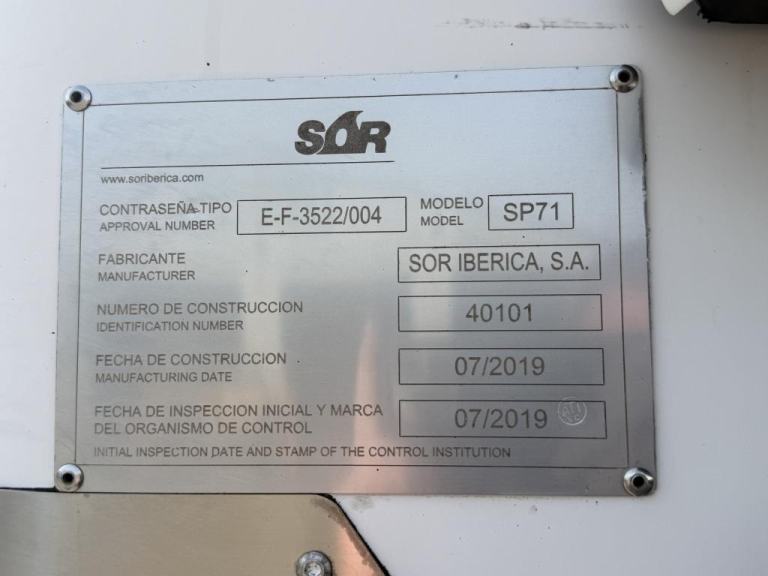 SOR
www.soriberica.com
CONTRASEÑA-TIPO E-F-3522/004 MODELO SP71
APPROVAL NUMBER MODEL
FABRICANTE SOR IBERICA, S.A.
MANUFACTURER
NUMERO DE CONSTRUCCION 40101
IDENTIFICATION NUMBER
FECHA DE CONSTRUCCION 07/2019
MANUFACTURING DATE
FECHA DE INSPECCION INICIAL Y MARCA 07/2019
DEL ORGANISMO DE CONTROL
INITIAL INSPECTION DATE AND STAMP OF THE CONTROL INSTITUTION